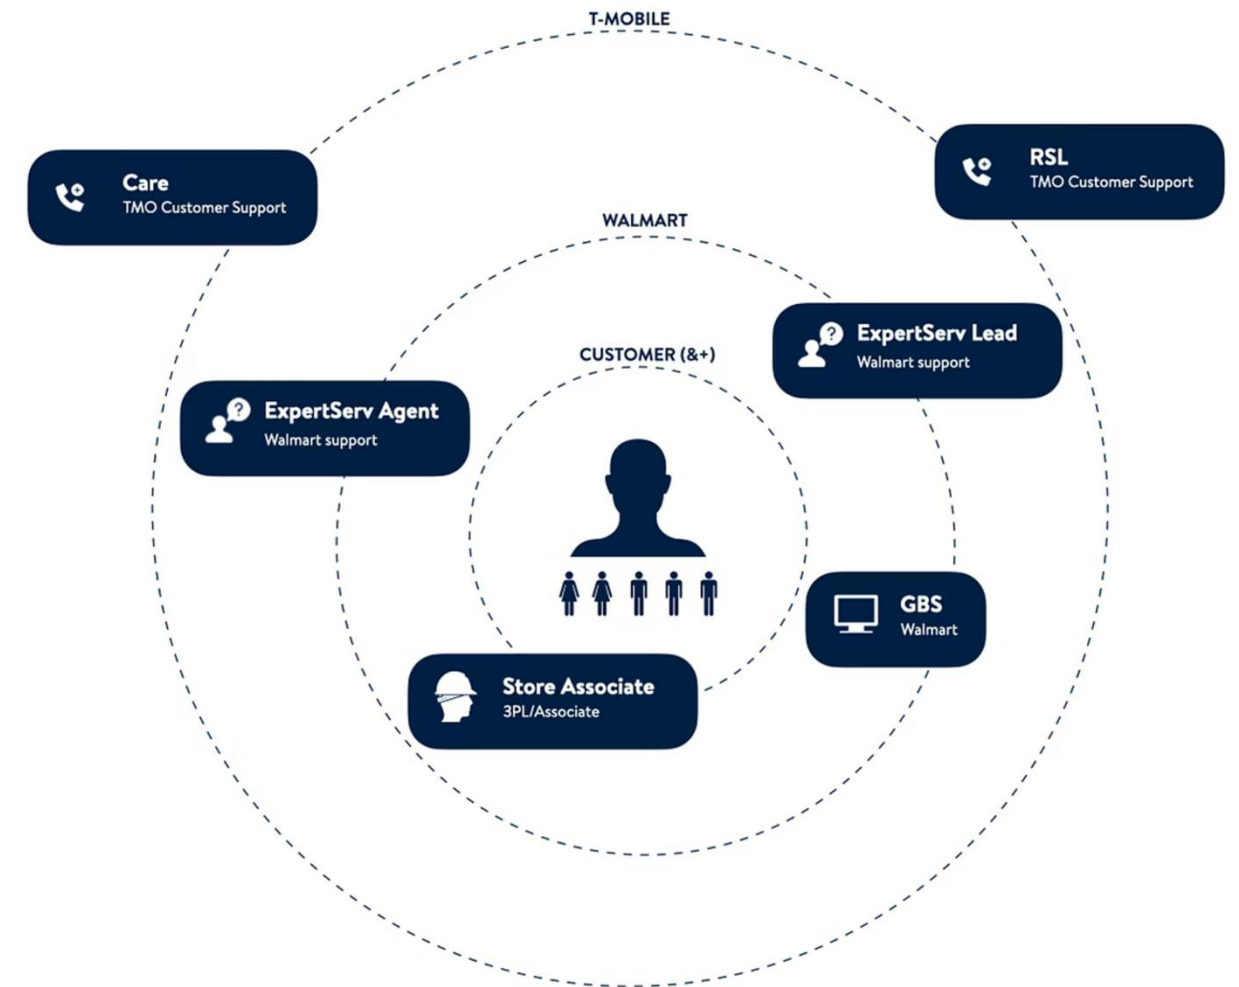 T-MOBILE
Care
TMO Customer Support
RSL
TMO Customer Support
WALMART
ExpertServ Lead
Walmart support
CUSTOMER (&+)
ExpertServ Agent
Walmart support
?
?
GBS
Walmart
Store Associate
3PL/Associate